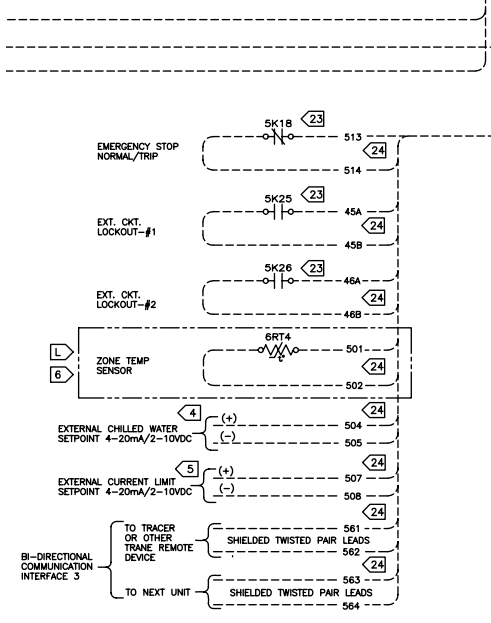 5K18 23
513
EMERGENCY STOP
NORMAL/TRIP
24
514
5K25 23
45A
EXT. CKT.
LOCKOUT-#1
24
45B
5K26 23
46A
EXT. CKT.
LOCKOUT-#2
24
46B
6RT4
L
501
ZONE TEMP
SENSOR
t°
6
24
502
4
24
(+)
504
EXTERNAL CHILLED WATER
SETPOINT 4-20mA/2-10VDC
(-)
505
5
24
(+)
507
EXTERNAL CURRENT LIMIT
SETPOINT 4-20mA/2-10VDC
(-)
508
24
561
TO TRACER
OR OTHER
TRANE REMOTE
DEVICE
SHIELDED TWISTED PAIR LEADS
562
BI-DIRECTIONAL
COMMUNICATION
INTERFACE 3
24
563
TO NEXT UNIT
SHIELDED TWISTED PAIR LEADS
564